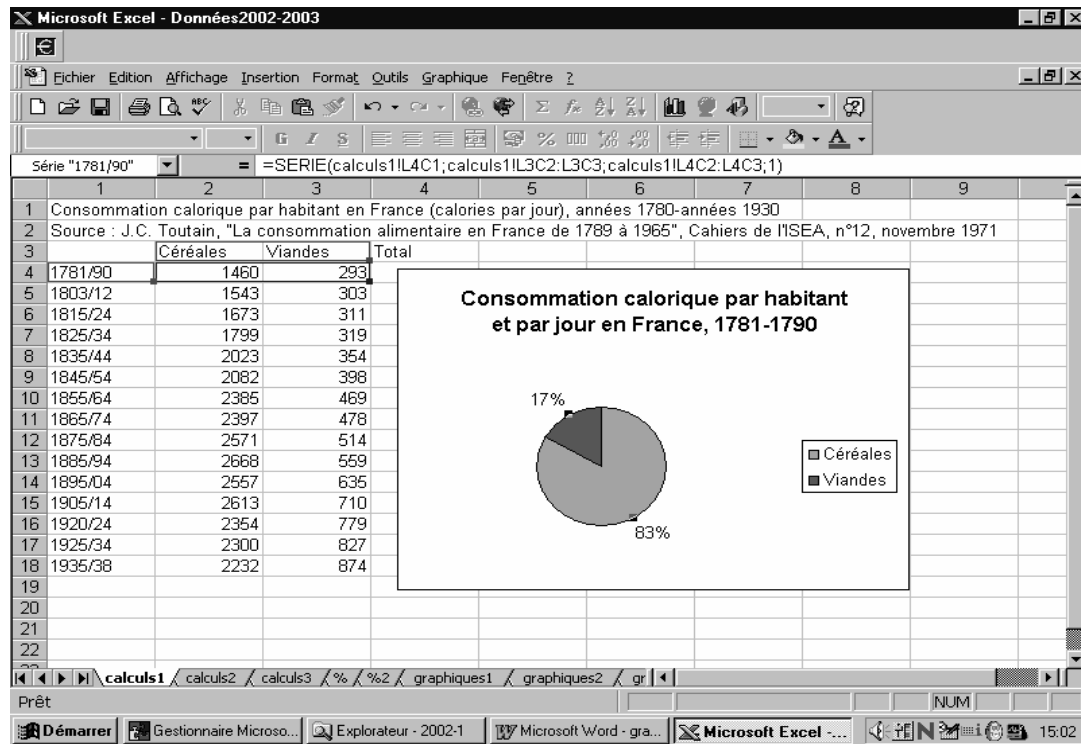 Microsoft Excel - Données2002-2003
Fichier Edition Affichage Insertion Format Outils Graphique Fenêtre ?
G I S
Série "1781/90" = =SERIE(calculs1!L4C1;calculs1!L3C2:L3C3;calculs1!L4C2:L4C3;1)
1 2 3 4 5 6 7 8 9
1 Consommation calorique par habitant en France (calories par jour), années 1780-années 1930
2 Source : J.C. Toutain, "La consommation alimentaire en France de 1789 à 1965", Cahiers de l'ISEA, n°12, novembre 1971
3 Céréales Viandes Total
4 1781/90 1460 293
5 1803/12 1543 303
6 1815/24 1673 311
7 1825/34 1799 319
8 1835/44 2023 354
9 1845/54 2082 398
10 1855/64 2385 469
11 1865/74 2397 478
12 1875/84 2571 514
13 1885/94 2668 559
14 1895/04 2557 635
15 1905/14 2613 710
16 1920/24 2354 779
17 1925/34 2300 827
18 1935/38 2232 874
19
20
21
22
Consommation calorique par habitant
et par jour en France, 1781-1790
17%
83%
Céréales
Viandes
calculs1 calculs2 calculs3 % %2 graphiques1 graphiques2 gr
Prêt NUM
Démarrer Gestionnaire Microso... Explorateur - 2002-1 Microsoft Word - gra... Microsoft Excel -... 15:02